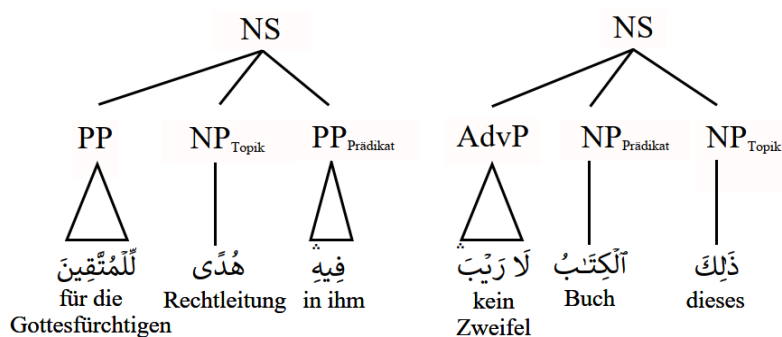 NS NS
PP NP Topik PP Prädikat AdvP NP Prädikat NP Topik
لِّلْمُتَّقِينَ هُدًى فِيهِ ۛ لَا رَيْبَ ۛ ٱلْكِتَـٰبُ ذَٰلِكَ
für die Rechtleitung in ihm kein Buch dieses
Gottesfürchtigen Zweifel